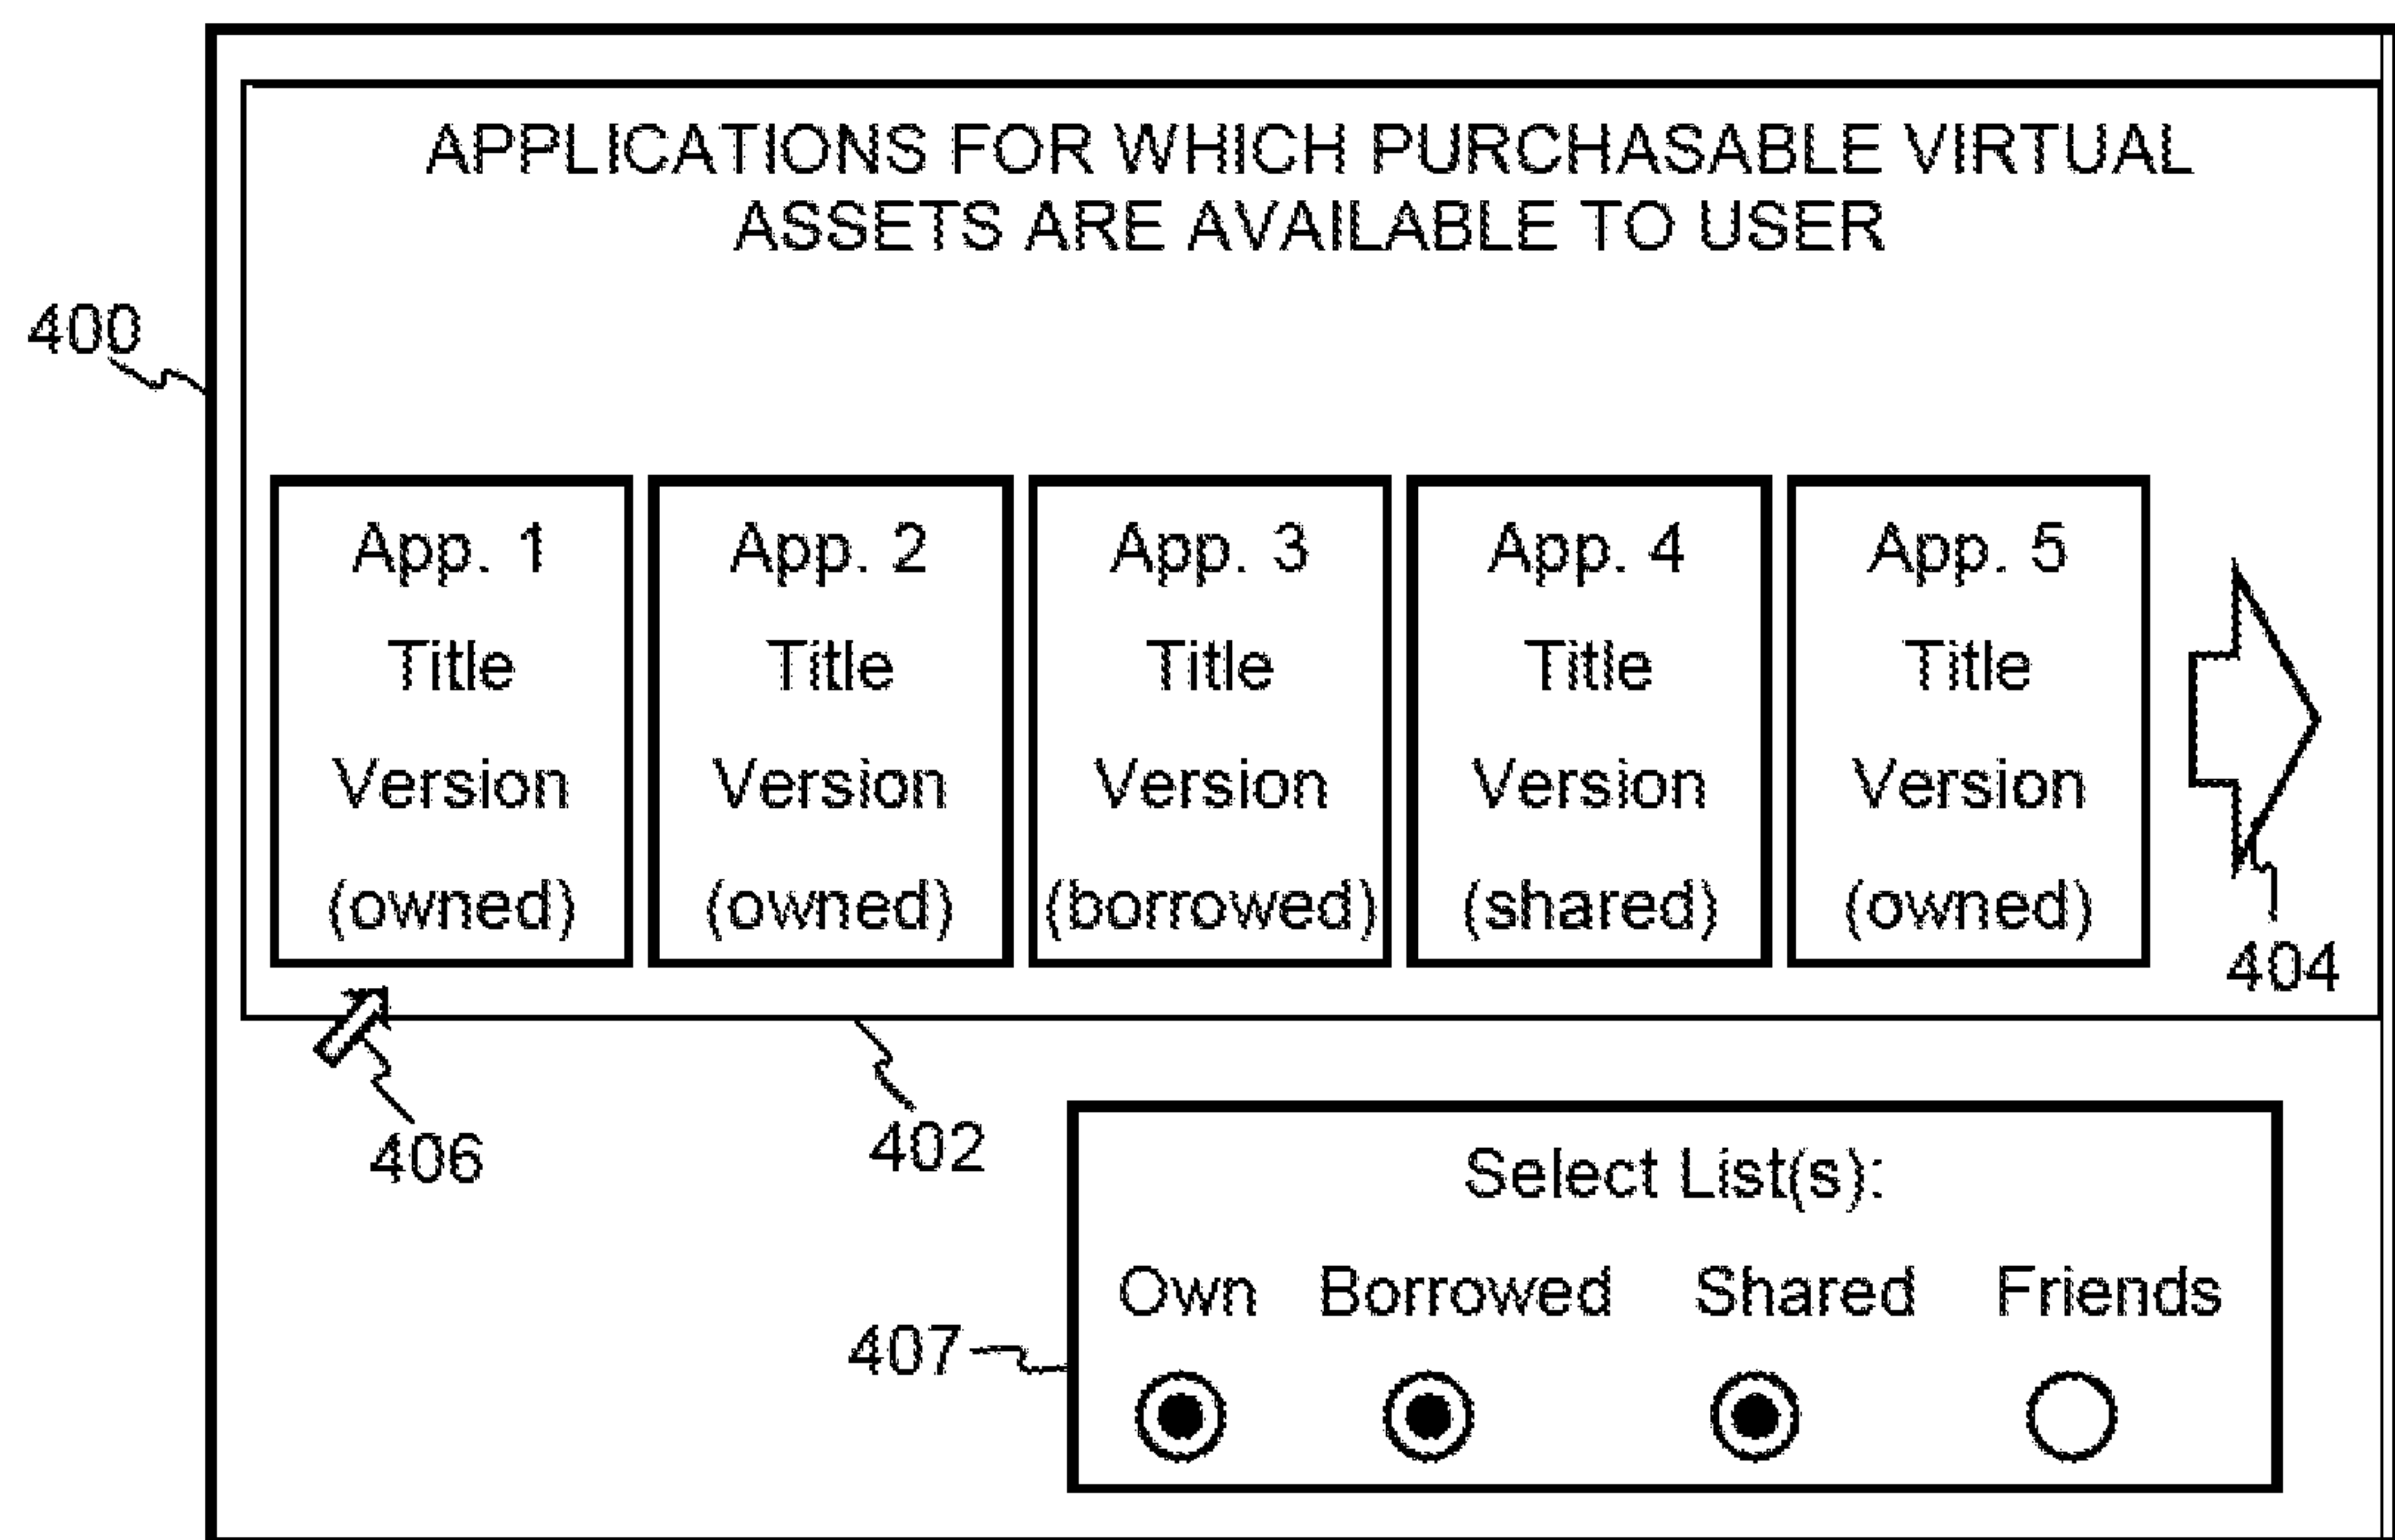 APPLICATIONS FOR WHICH PURCHASABLE VIRTUAL
ASSETS ARE AVAILABLE TO USER
400
App. 1
Title
Version
(owned)
App. 2
Title
Version
(owned)
App. 3
Title
Version
(borrowed)
App. 4
Title
Version
(shared)
App. 5
Title
Version
(owned)
404
406
402
Select List(s):
Own Borrowed Shared Friends
407